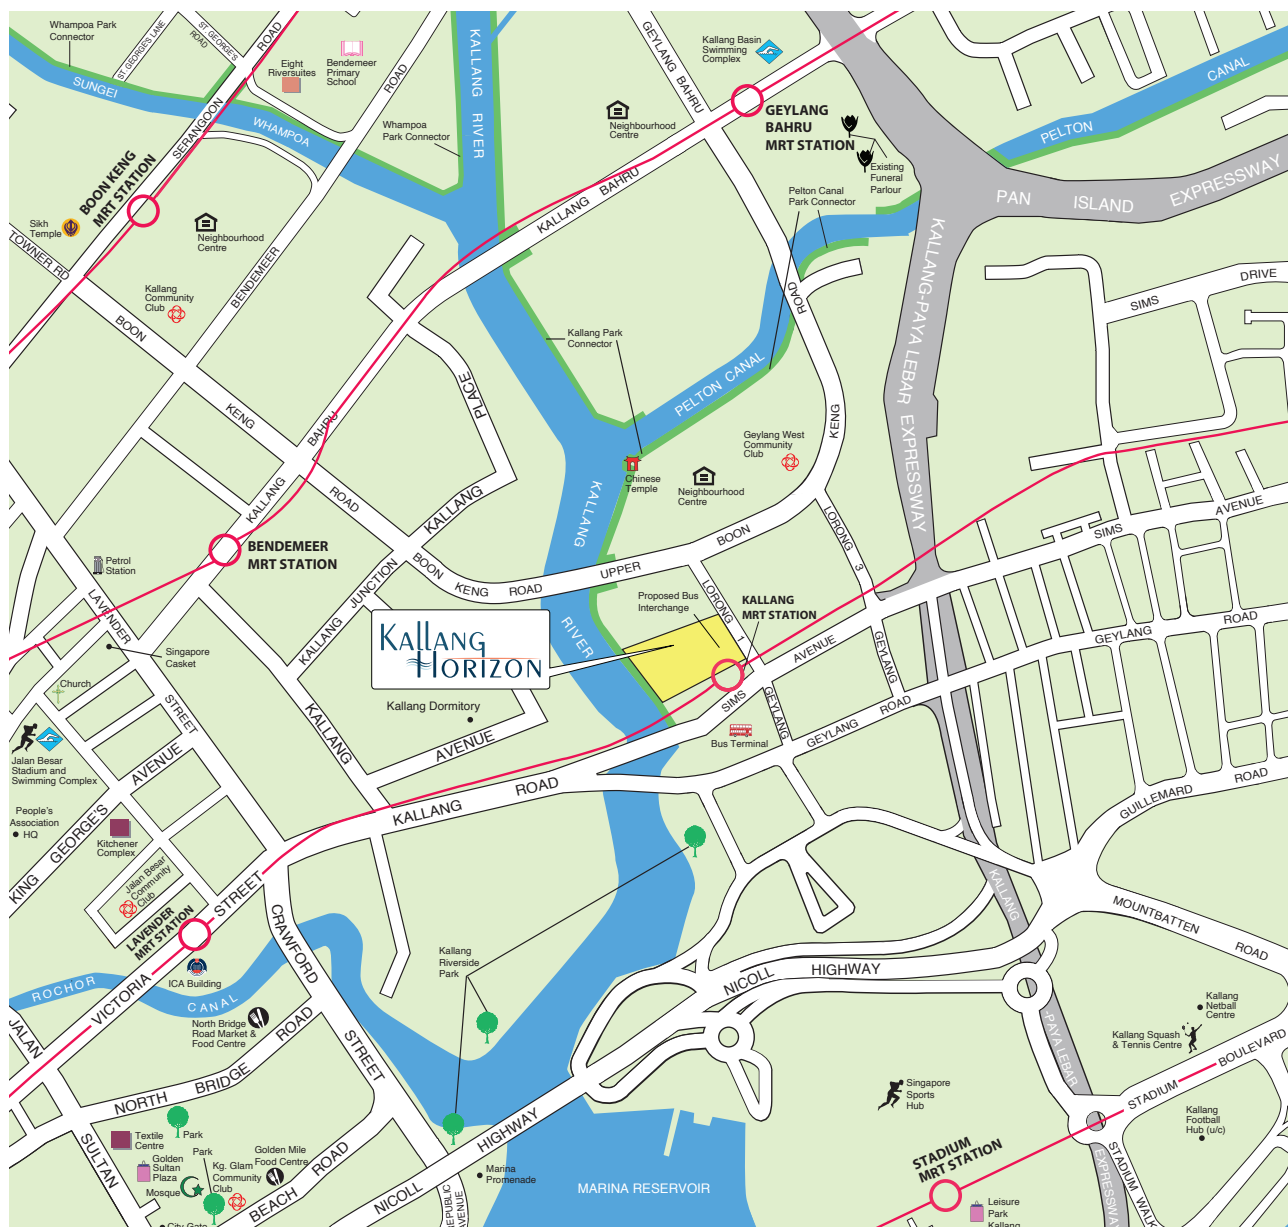 Whampoa Park
Connector
ST. GEORGE'S LANE
ST. GEORGE'S
ROAD
ROAD
Eight
Riversuites
Bendemeer
Primary
School
ROAD
KALLANG RIVER
GEYLANG BAHRU
Kallang Basin
Swimming
Complex
CANAL
PELTON
SUNGEI
WHAMPOA
SERANGOON
Whampoa
Park Connector
Neighbourhood
Centre
GEYLANG
BAHRU
MRT STATION
Existing
Funeral
Parlour
PAN ISLAND EXPRESSWAY
BOON KENG
MRT STATION
Sikh
Temple
Neighbourhood
Centre
TOWNER RD
BENDEMEER
KALLANG BAHRU
Pelton Canal
Park Connector
KALLANG-PAYA LEBAR EXPRESSWAY
SIMS DRIVE
Kallang
Community
Club
BOON
KENG
ROAD
Kallang Park
Connector
ROAD
PELTON CANAL
PLACE
KALLANG
BAHRU
KALLANG
KENG
Geylang West
Community
Club
Chinese
Temple
Neighbourhood
Centre
KALLANG
RIVER
BENDEMEER
MRT STATION
Petrol
Station
LAVENDER
STREET
BOON
KENG ROAD
UPPER
BOON
LORONG 3
SIMS
AVENUE
KALLANG JUNCTION
Proposed Bus
Interchange
LORONG 1
KALLANG
MRT STATION
KALLANG
HORIZON
Singapore
Casket
Church
Kallang Dormitory
KALLANG
AVENUE
SIMS
AVENUE
GEYLANG
GEYLANG
GEYLANG
ROAD
GEYLANG
ROAD
Bus Terminal
Jalan Besar
Stadium and
Swimming Complex
AVENUE
KING GEORGE'S
People's
Association
HQ
Kitchener
Complex
Jalan Besar
Community
Club
KALLANG
ROAD
GUILLEMARD
ROAD
LAVENDER
MRT STATION
STREET
VICTORIA
CRAWFORD
STREET
KALLANG
MOUNTBATTEN
ROAD
ICA Building
ROCHOR
CANAL
Kallang
Riverside
Park
NICOLL
HIGHWAY
North Bridge
Road Market &
Food Centre
JALAN
SULTAN
NORTH
BRIDGE
ROAD
-PAYA LEBAR
Kallang
Netball
Centre
Kallang Squash
& Tennis Centre
STADIUM
BOULEVARD
Singapore
Sports
Hub
Kallang
Football
Hub (u/c)
Textile
Centre
Park
Golden
Sultan
Plaza
Park
Mosque
Kg. Glam
Community
Club
Golden Mile
Food Centre
BEACH
ROAD
NICOLL
HIGHWAY
Marina
Promenade
REPUBLIC
AVENUE
MARINA RESERVOIR
STADIUM
MRT STATION
EXPRESSWA
STADIUM WALK
Leisure
Park
Kallang
City Gate